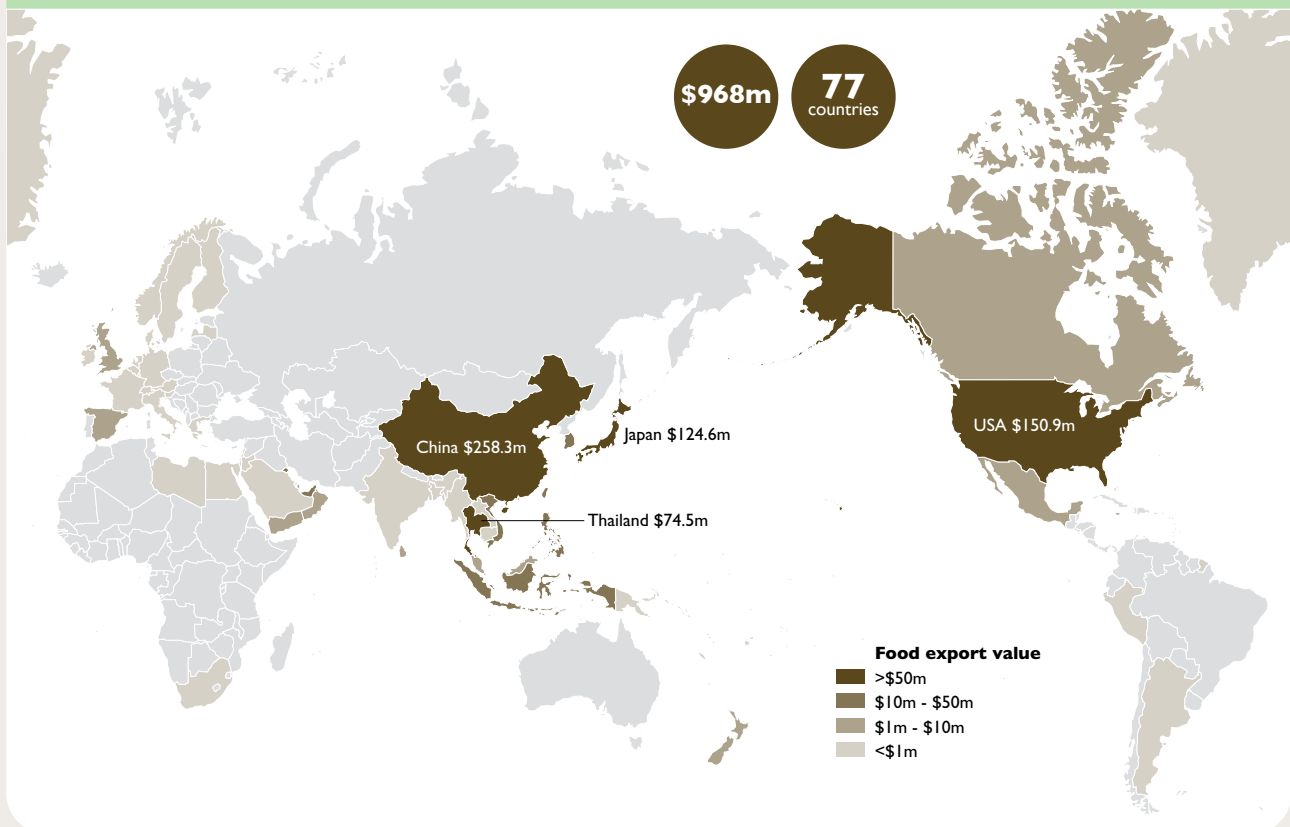 $968m
77
countries
China $258.3m
Japan $124.6m
USA $150.9m
Thailand $74.5m
Food export value
>$50m
$10m - $50m
$1m - $10m
<$1m